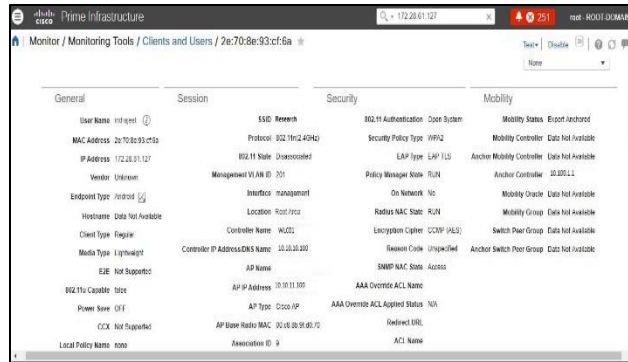 cisco Prime Infrastructure
172.28.61.127 × 251 root - ROOT-DOMAIN
Monitor / Monitoring Tools / Clients and Users / 2e:70:8e:93:cf:6a
Test Disable
None
General
User Name indrajeet
MAC Address 2e:70:8e:93:cf:6a
IP Address 172.28.61.127
Vendor Unknown
Endpoint Type Android
Hostname Data Not Available
Client Type Regular
Media Type Lightweight
E2E Not Supported
802.11u Capable false
Power Save OFF
CCX Not Supported
Local Policy Name none
Session
SSID Research
Protocol 802.11n(2.4GHz)
802.11 State Disassociated
Management VLAN ID 201
Interface management
Location Root Area
Controller Name WLC01
Controller IP Address/DNS Name 10.10.10.100
AP Name
AP IP Address 10.10.11.100
AP Type Cisco AP
AP Base Radio MAC
Association ID 9
Security
802.11 Authentication Open System
Security Policy Type WPA2
EAP Type EAP TLS
Policy Manager State RUN
On Network No
Radius NAC State RUN
Encryption Cipher CCMP (AES)
Reason Code Unspecified
SNMP NAC State Access
AAA Override ACL Name
AAA Override ACL Applied Status N/A
Redirect URL
ACL Name
Mobility
Mobility Status Export Anchored
Mobility Controller Data Not Available
Anchor Mobility Controller Data Not Available
Anchor Controller 10.100.1.1
Mobility Oracle Data Not Available
Mobility Group Data Not Available
Switch Peer Group Data Not Available
Anchor Switch Peer Group Data Not Available